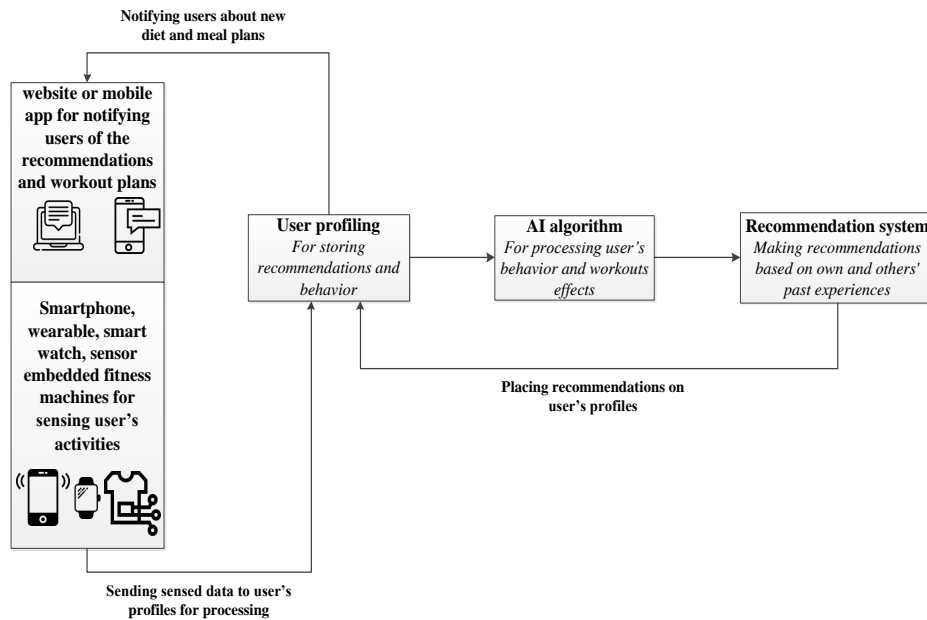 Notifying users about new
diet and meal plans
website or mobile
app for notifying
users of the
recommendations
and workout plans
Smartphone,
wearable, smart
watch, sensor
embedded fitness
machines for
sensing user’s
activities
User profiling
For storing
recommendations and
behavior
AI algorithm
For processing user’s
behavior and workouts
effects
Recommendation system
Making recommendations
based on own and others'
past experiences
Placing recommendations on
user’s profiles
Sending sensed data to user’s
profiles for processing